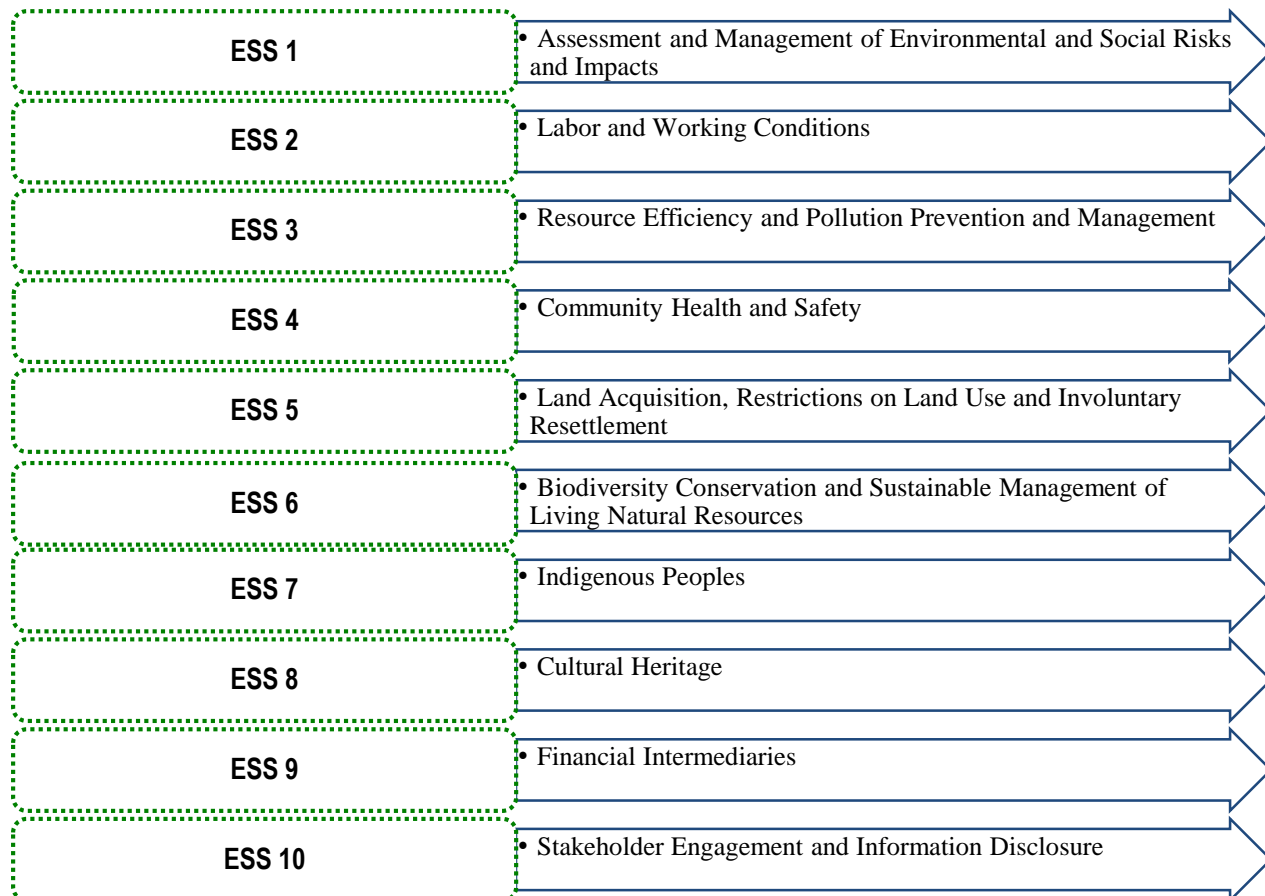 ESS 1
• Assessment and Management of Environmental and Social Risks
and Impacts
ESS 2
• Labor and Working Conditions
ESS 3
• Resource Efficiency and Pollution Prevention and Management
ESS 4
• Community Health and Safety
ESS 5
• Land Acquisition, Restrictions on Land Use and Involuntary
Resettlement
ESS 6
• Biodiversity Conservation and Sustainable Management of
Living Natural Resources
ESS 7
• Indigenous Peoples
ESS 8
• Cultural Heritage
ESS 9
• Financial Intermediaries
ESS 10
• Stakeholder Engagement and Information Disclosure